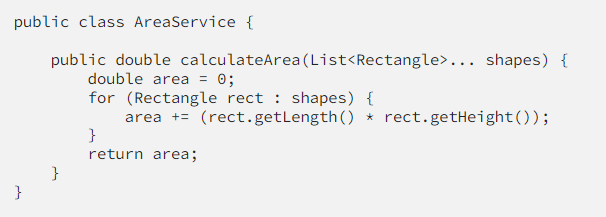 public class AreaService {
    public double calculateArea(List<Rectangle>... shapes) {
        double area = 0;
        for (Rectangle rect : shapes) {
            area += (rect.getLength() * rect.getHeight());
        }
        return area;
    }
}